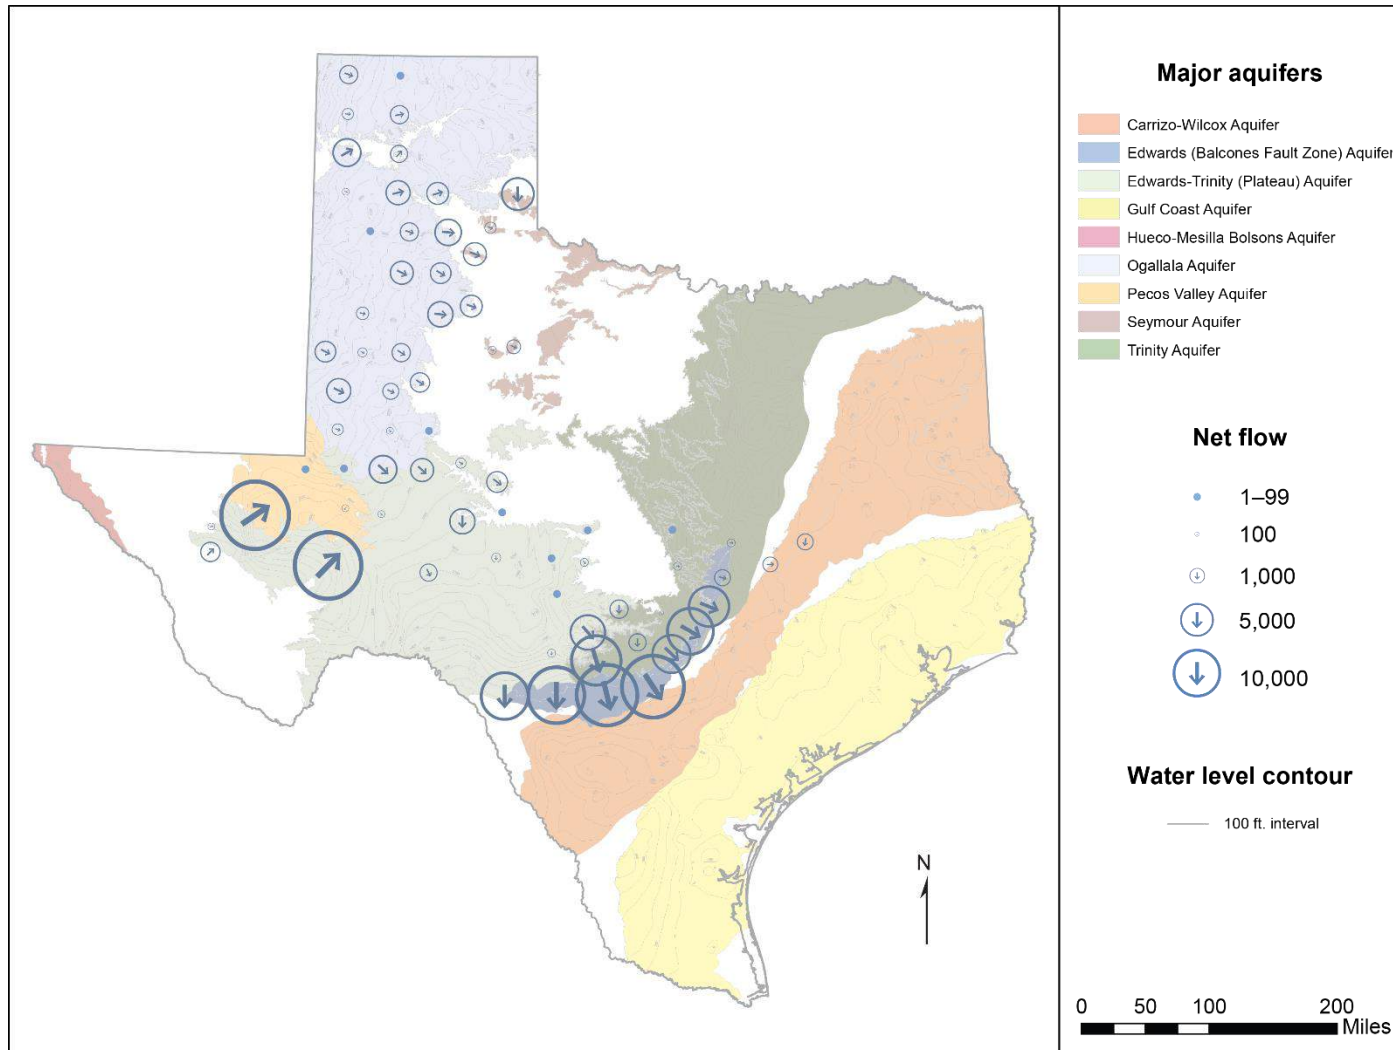 Major aquifers
Carrizo-Wilcox Aquifer
Edwards (Balcones Fault Zone) Aquifer
Edwards-Trinity (Plateau) Aquifer
Gulf Coast Aquifer
Hueco-Mesilla Bolsons Aquifer
Ogallala Aquifer
Pecos Valley Aquifer
Seymour Aquifer
Trinity Aquifer
Net flow
1–99
100
1,000
5,000
10,000
Water level contour
100 ft. interval
N
0 50 100 200
Miles